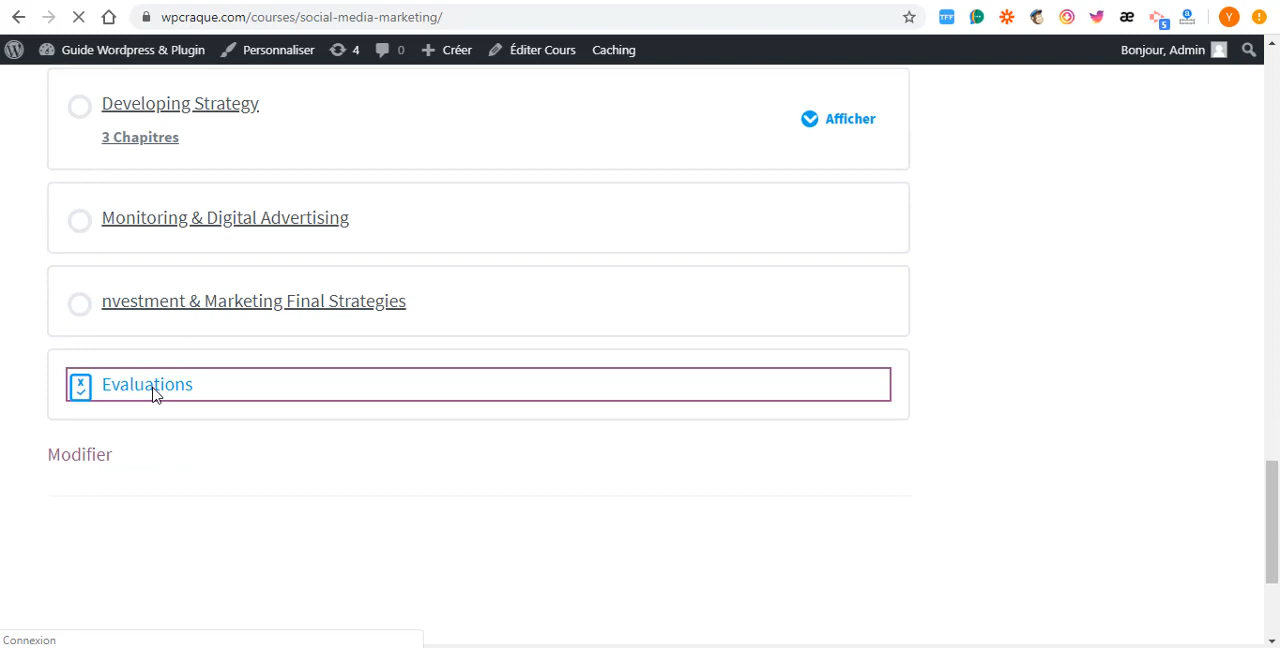 wpcraque.com/courses/social-media-marketing/
Guide Wordpress & Plugin Personnaliser 4 0 Créer Éditer Cours Caching Bonjour, Admin
Developing Strategy
3 Chapitres
Afficher
Monitoring & Digital Advertising
nvestment & Marketing Final Strategies
Evaluations
Modifier
Connexion